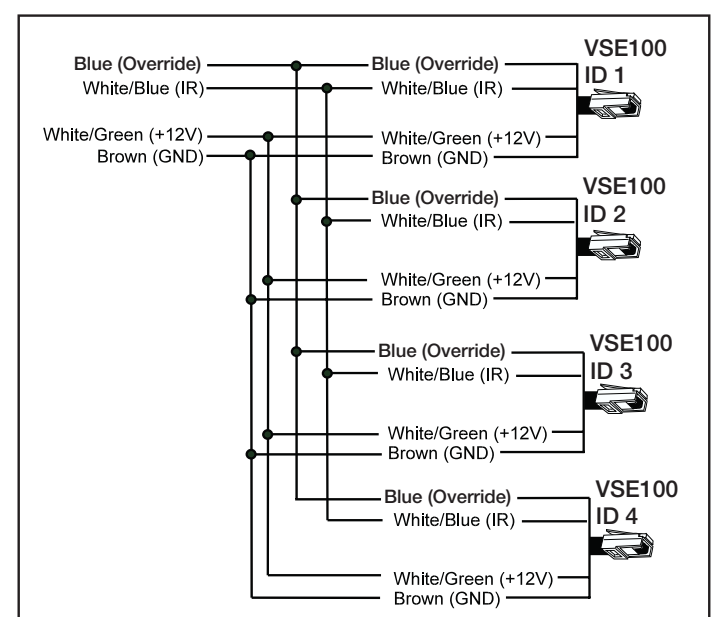 Blue (Override) Blue (Override) VSE100
White/Blue (IR) White/Blue (IR) ID 1
White/Green (+12V) White/Green (+12V)
Brown (GND) Brown (GND)
Blue (Override) VSE100
White/Blue (IR) ID 2
White/Green (+12V)
Brown (GND)
Blue (Override) VSE100
White/Blue (IR) ID 3
White/Green (+12V)
Brown (GND)
Blue (Override) VSE100
White/Blue (IR) ID 4
White/Green (+12V)
Brown (GND)